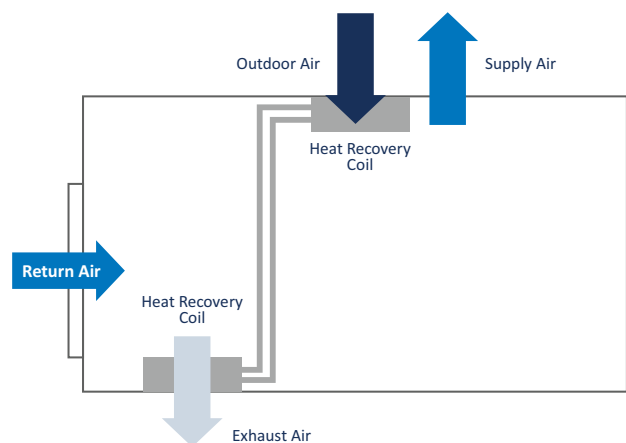 Outdoor Air
Supply Air
Heat Recovery
Coil
Return Air
Heat Recovery
Coil
Exhaust Air